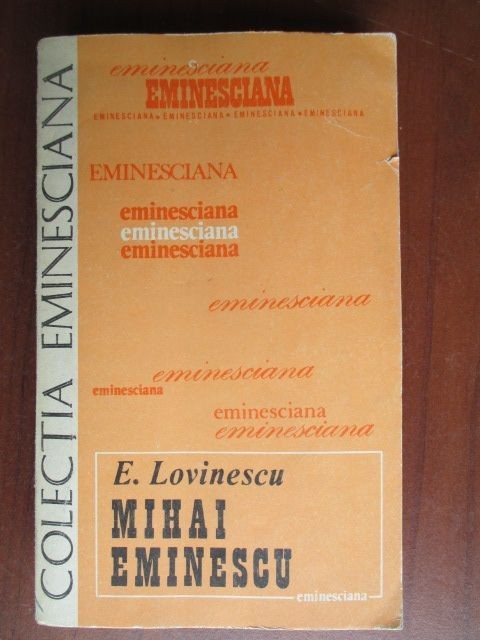 COLECȚIA EMINESCIANA
eminesciana
EMINESCIANA
EMINESCIANA • EMINESCIANA • EMINESCIANA • EMINESCIANA
EMINESCIANA
eminesciana
eminesciana
eminesciana
eminesciana
eminesciana
eminesciana
eminesciana
eminesciana
E. Lovinescu
MIHAI
EMINESCU
eminesciana